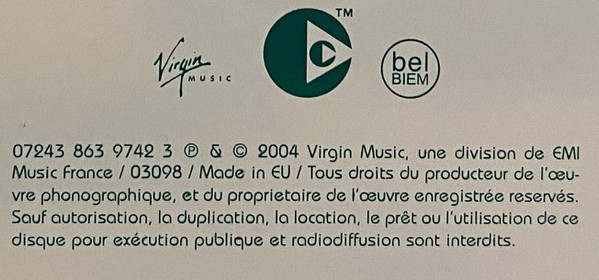 TM
Virgin
MUSIC
C
bel
BIEM
07243 863 9742 3 ℗ & © 2004 Virgin Music, une division de EMI
Music France / 03098 / Made in EU / Tous droits du producteur de l'œu-
vre phonographique, et du proprietaire de l'œuvre enregistrée reservés.
Sauf autorisation, la duplication, la location, le prêt ou l'utilisation de ce
disque pour exécution publique et radiodiffusion sont interdits.